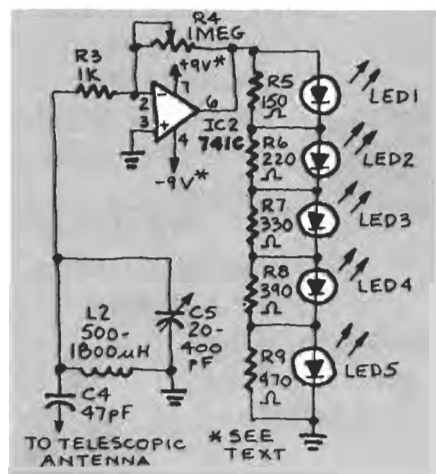 R4
1MEG
R3
1K
+9V*
7
2
-
6
3
+
IC2
741C
4
-9V*
R5
150
Ω
LED1
R6
220
Ω
LED2
R7
330
Ω
LED3
R8
390
Ω
LED4
R9
470
Ω
LED5
L2
500-
1800µH
C5
20-
400
PF
C4
47PF
TO TELESCOPIC
ANTENNA
* SEE
TEXT